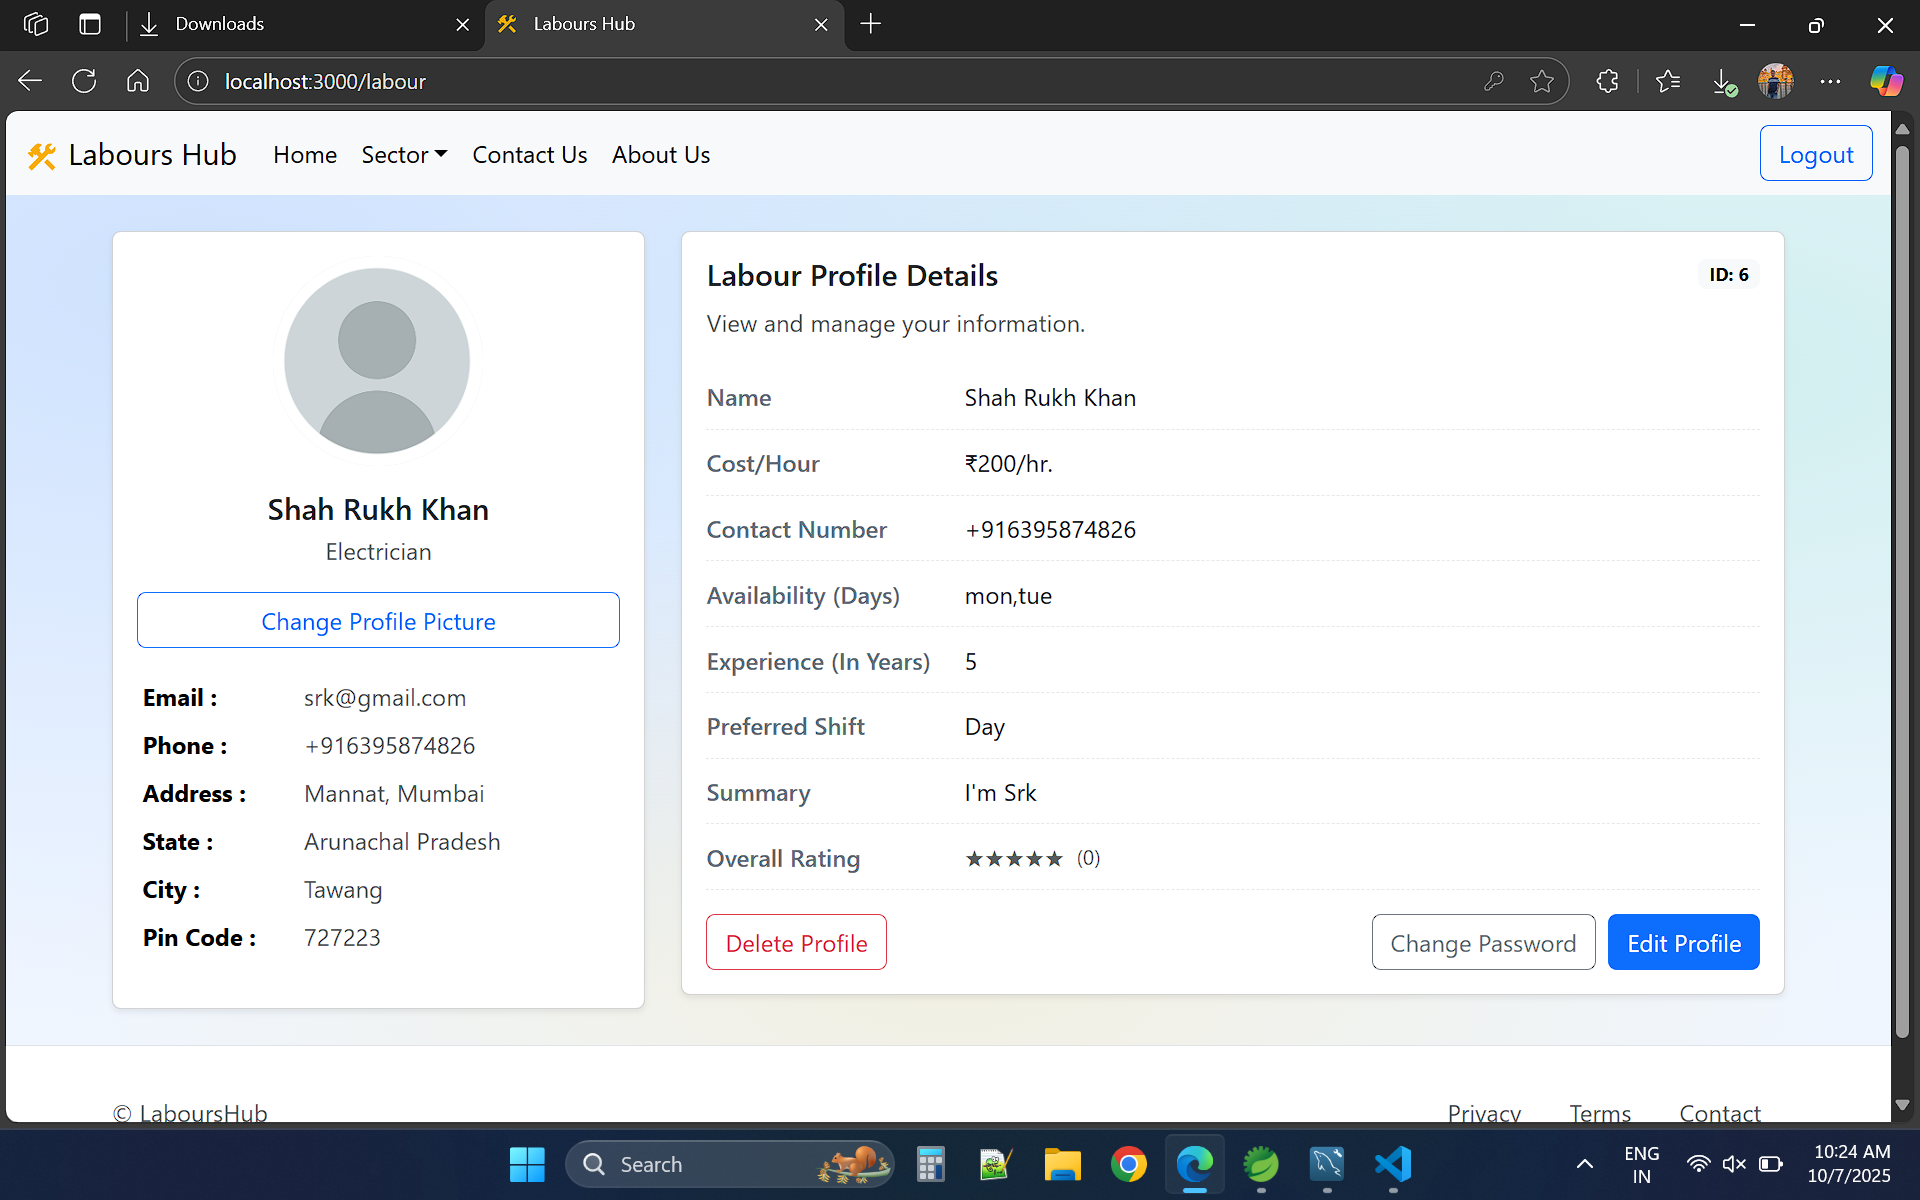 Downloads
Labours Hub
localhost:3000/labour
Labours Hub Home Sector Contact Us About Us Logout
Shah Rukh Khan
Electrician
Change Profile Picture
Email : srk@gmail.com
Phone : +916395874826
Address : Mannat, Mumbai
State : Arunachal Pradesh
City : Tawang
Pin Code : 727223
Labour Profile Details ID: 6
View and manage your information.
Name Shah Rukh Khan
Cost/Hour ₹200/hr.
Contact Number +916395874826
Availability (Days) mon,tue
Experience (In Years) 5
Preferred Shift Day
Summary I'm Srk
Overall Rating ★★★★★ (0)
Delete Profile Change Password Edit Profile
© LaboursHub Privacy Terms Contact
Search
ENG
IN
10:24 AM
10/7/2025